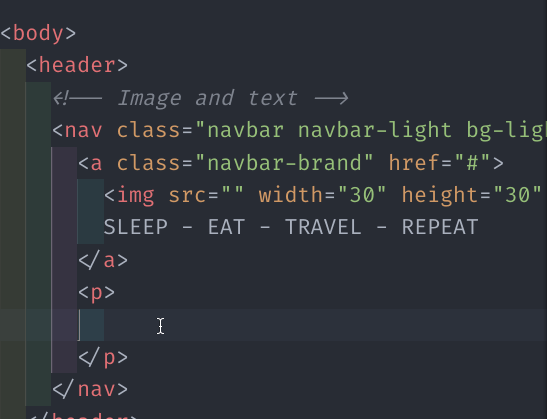 <body>
<header>
<!-- Image and text -->
<nav class="navbar navbar-light bg-ligh
<a class="navbar-brand" href="#">
<img src="" width="30" height="30"
SLEEP - EAT - TRAVEL - REPEAT
</a>
<p>
</p>
</nav>
</header>